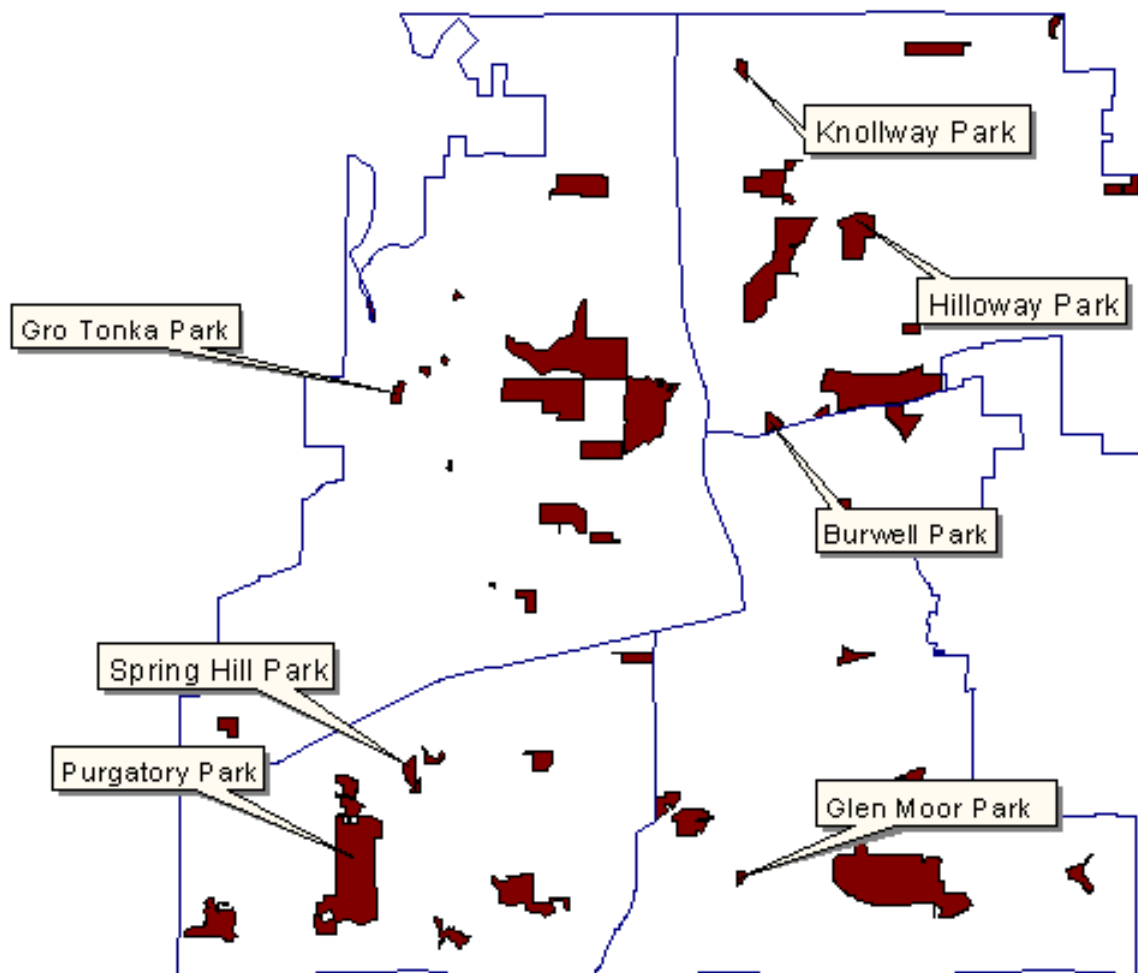 Knollway Park
Hilloway Park
Gro Tonka Park
Burwell Park
Spring Hill Park
Purgatory Park
Glen Moor Park